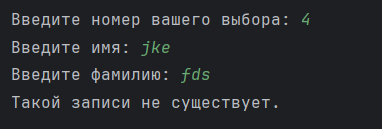 Введите номер вашего выбора: 4
Введите имя: jke
Введите фамилию: fds
Такой записи не существует.